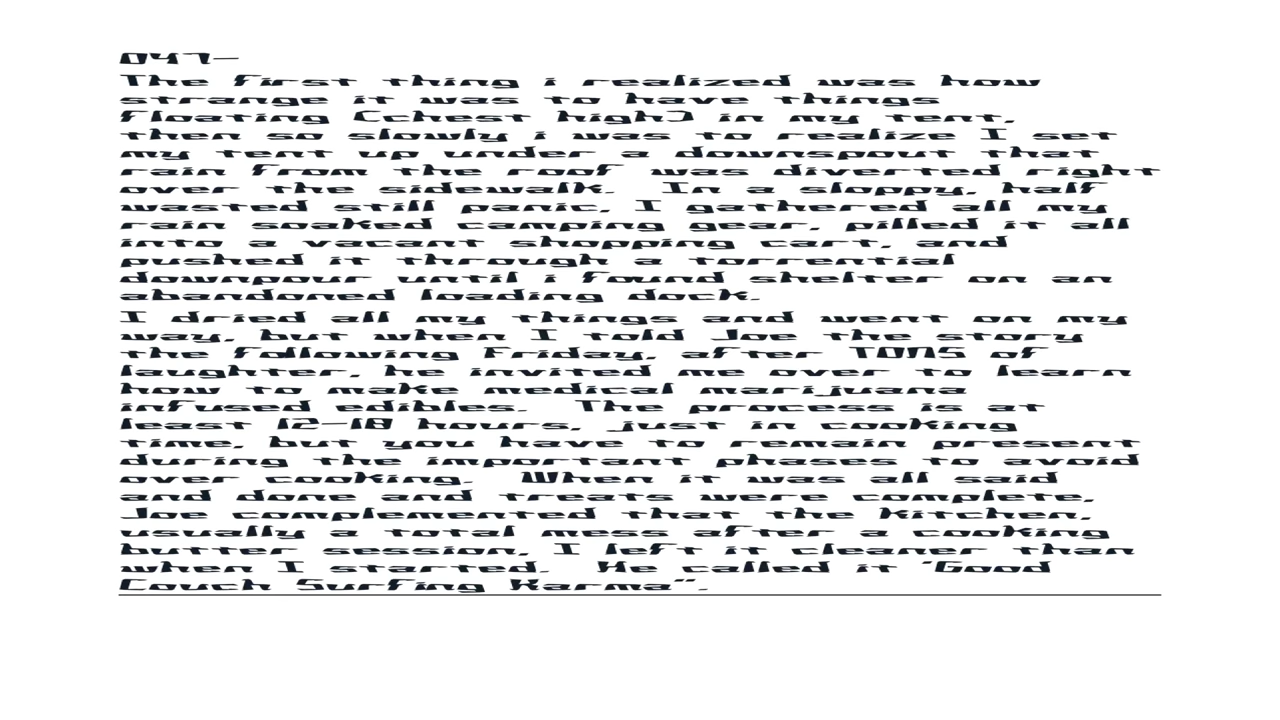 047—
The first thing i realized was how
strange it was to have things
floating (chest high) in my tent,
then so slowly i was to realize I set
my tent up under a downspout that
rain from the roof was diverted right
over the sidewalk. In a sloppy, half
wasted still panic, I gathered all my
rain soaked camping gear, pilled it all
into a vacant shopping cart, and
pushed it through a torrential
downpour until i found shelter on an
abandoned loading dock.
I dried all my things and went on my
way, but when I told Joe the story
the following Friday, after TONS of
laughter, he invited me over to learn
how to make medical marijuana
infused edibles. The process is at
least 12—18 hours, just in cooking
time, but you have to remain present
during the important phases to avoid
over cooking. When it was all said
and done and treats were complete,
Joe complemented that the kitchen,
usually a total mess after a cooking
butter session, I left it cleaner than
when I started. He called it "Good
Couch Surfing Karma".